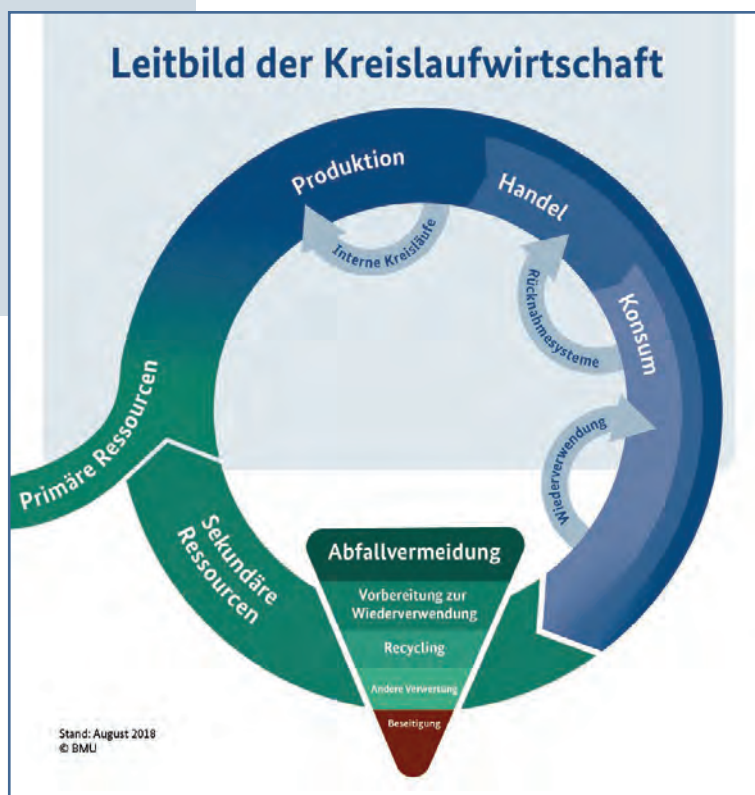 Leitbild der Kreislaufwirtschaft
Produktion
Handel
Interne Kreisläufe
Rücknahmesysteme
Konsum
Wiederverwendung
Primäre Ressourcen
Sekundäre
Ressourcen
Abfallvermeidung
Vorbereitung zur
Wiederverwendung
Recycling
Andere Verwertung
Beseitigung
Stand: August 2018
© BMU